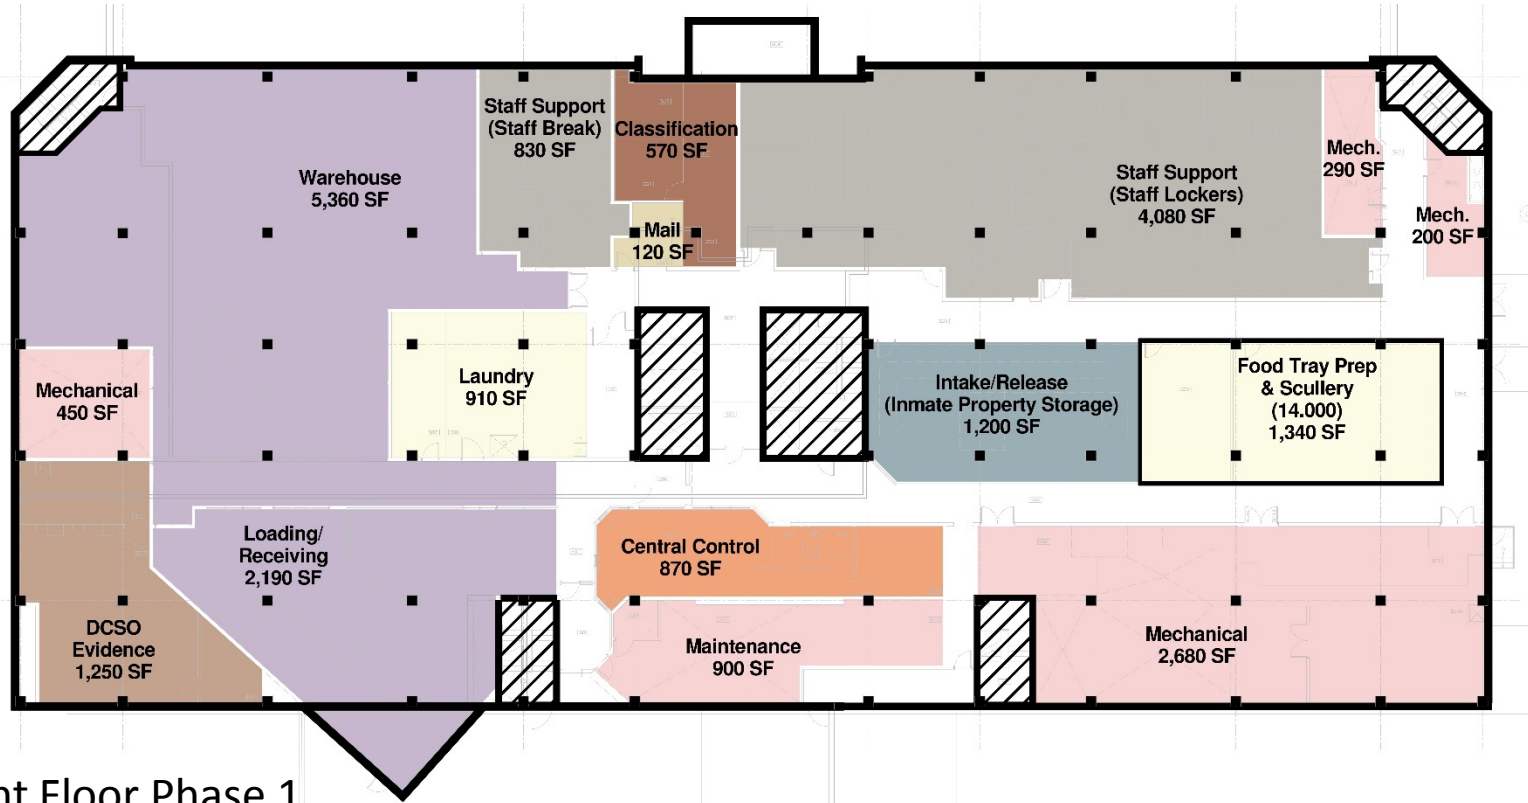 Warehouse
5,360 SF
Staff Support
(Staff Break)
830 SF
Classification
570 SF
Mail
120 SF
Staff Support
(Staff Lockers)
4,080 SF
Mech.
290 SF
Mech.
200 SF
Mechanical
450 SF
Laundry
910 SF
Intake/Release
(Inmate Property Storage)
1,200 SF
Food Tray Prep
& Scullery
(14.000)
1,340 SF
Loading/
Receiving
2,190 SF
Central Control
870 SF
DCSO
Evidence
1,250 SF
Maintenance
900 SF
Mechanical
2,680 SF
nt Floor Phase 1